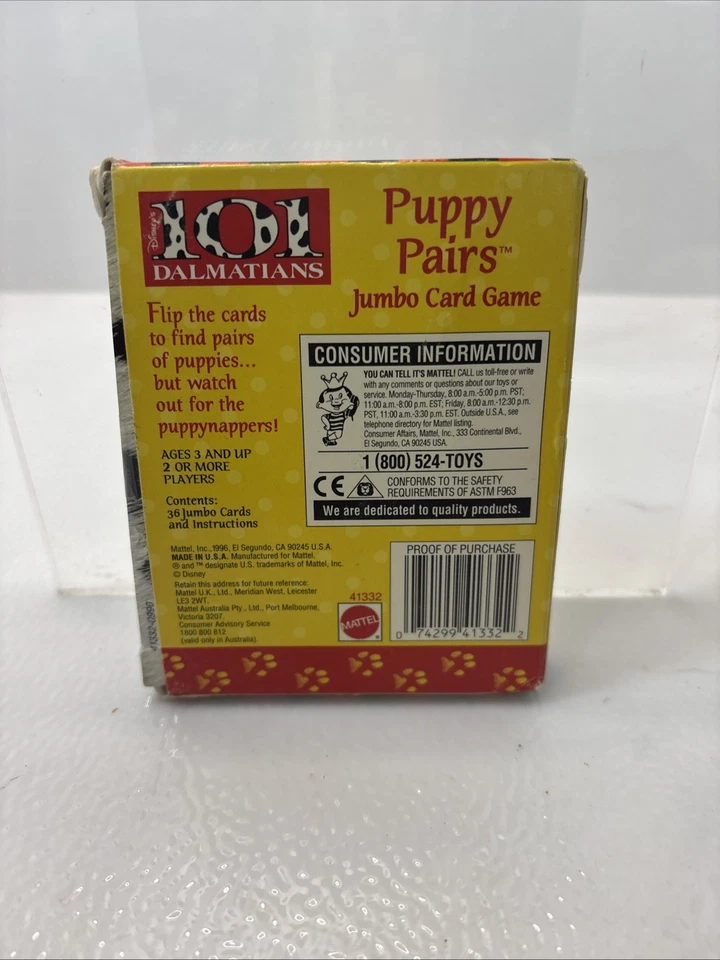 Disney's
101
DALMATIANS
Puppy
Pairs™
Jumbo Card Game
Flip the cards
to find pairs
of puppies...
but watch
out for the
puppynappers!
AGES 3 AND UP
2 OR MORE
PLAYERS
Contents:
36 Jumbo Cards
and Instructions
CONSUMER INFORMATION
YOU CAN TELL IT'S MATTEL! CALL us toll-free or write
with any comments or questions about our toys or
service. Monday-Thursday, 8:00 a.m.-5:00 p.m. PST;
11:00 a.m.-8:00 p.m. EST; Friday, 8:00 a.m.-12:30 p.m.
PST, 11:00 a.m.-3:30 p.m. EST. Outside U.S.A., see
telephone directory for Mattel listing.
Consumer Affairs, Mattel, Inc., 333 Continental Blvd.,
El Segundo, CA 90245 USA.
1 (800) 524-TOYS
CE
CONFORMS TO THE SAFETY
REQUIREMENTS OF ASTM F963
We are dedicated to quality products.
Mattel, Inc., 1996, El Segundo, CA 90245 U.S.A.
MADE IN U.S.A. Manufactured for Mattel.
® and ™ designate U.S. trademarks of Mattel, Inc.
© Disney
Retain this address for future reference:
Mattel U.K., Ltd., Meridian West, Leicester
LE3 2WT.
Mattel Australia Pty., Ltd., Port Melbourne,
Victoria 3207.
Consumer Advisory Service
1800 800 812
(valid only in Australia).
41332
MATTEL
PROOF OF PURCHASE
0 74299 41332 2